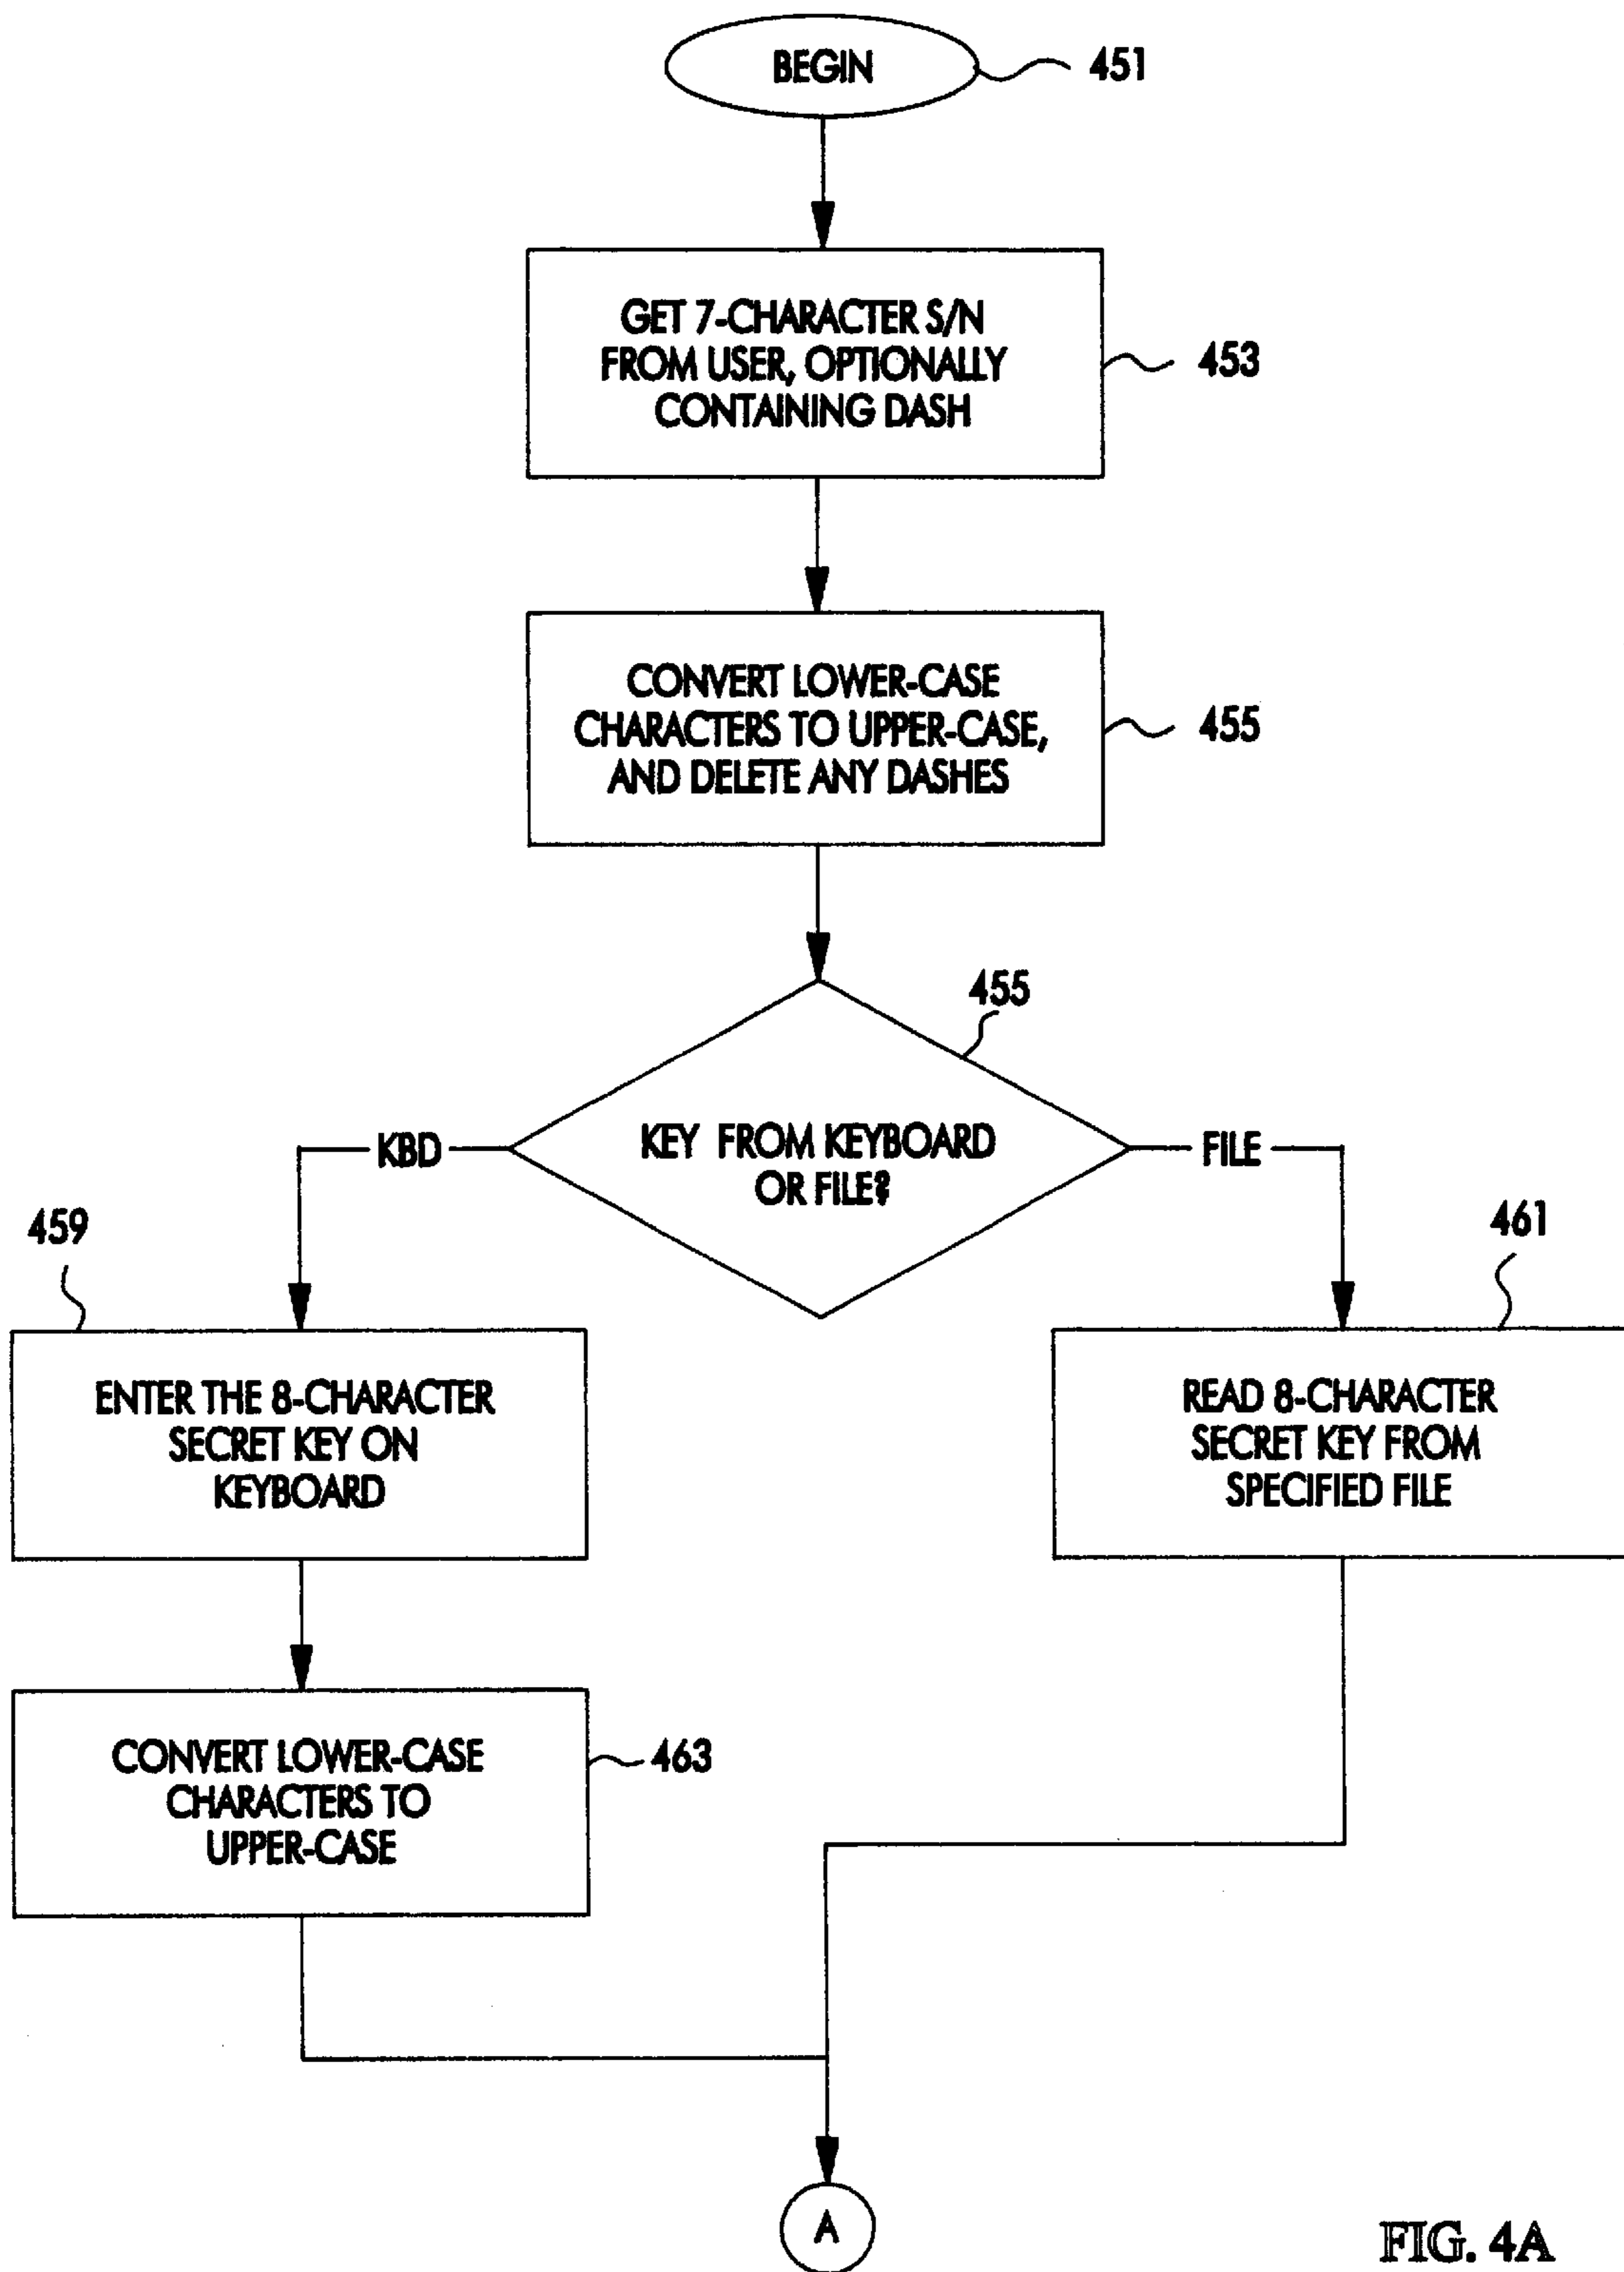 BEGIN
451
GET 7-CHARACTER S/N
FROM USER, OPTIONALLY
CONTAINING DASH
453
CONVERT LOWER-CASE
CHARACTERS TO UPPER-CASE,
AND DELETE ANY DASHES
455
455
KEY FROM KEYBOARD
OR FILE?
KBD
FILE
459
461
ENTER THE 8-CHARACTER
SECRET KEY ON
KEYBOARD
READ 8-CHARACTER
SECRET KEY FROM
SPECIFIED FILE
CONVERT LOWER-CASE
CHARACTERS TO
UPPER-CASE
463
A
FIG. 4A